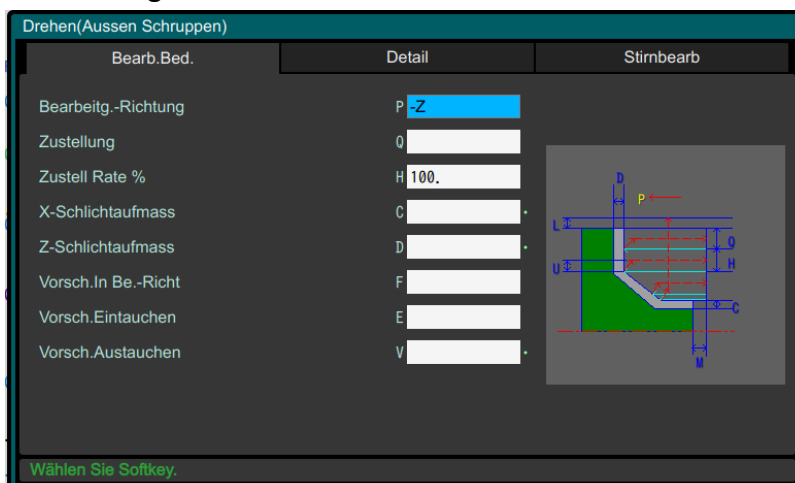 Drehen(Aussen Schruppen)
Bearb.Bed. Detail Stirnbearb
Bearbeitg.-Richtung P -Z
Zustellung Q
Zustell Rate % H 100.
X-Schlichtaufmass C
Z-Schlichtaufmass D
Vorsch.In Be.-Richt F
Vorsch.Eintauchen E
Vorsch.Austauchen V
D
P
L
Q
U
H
C
M
Wählen Sie Softkey.